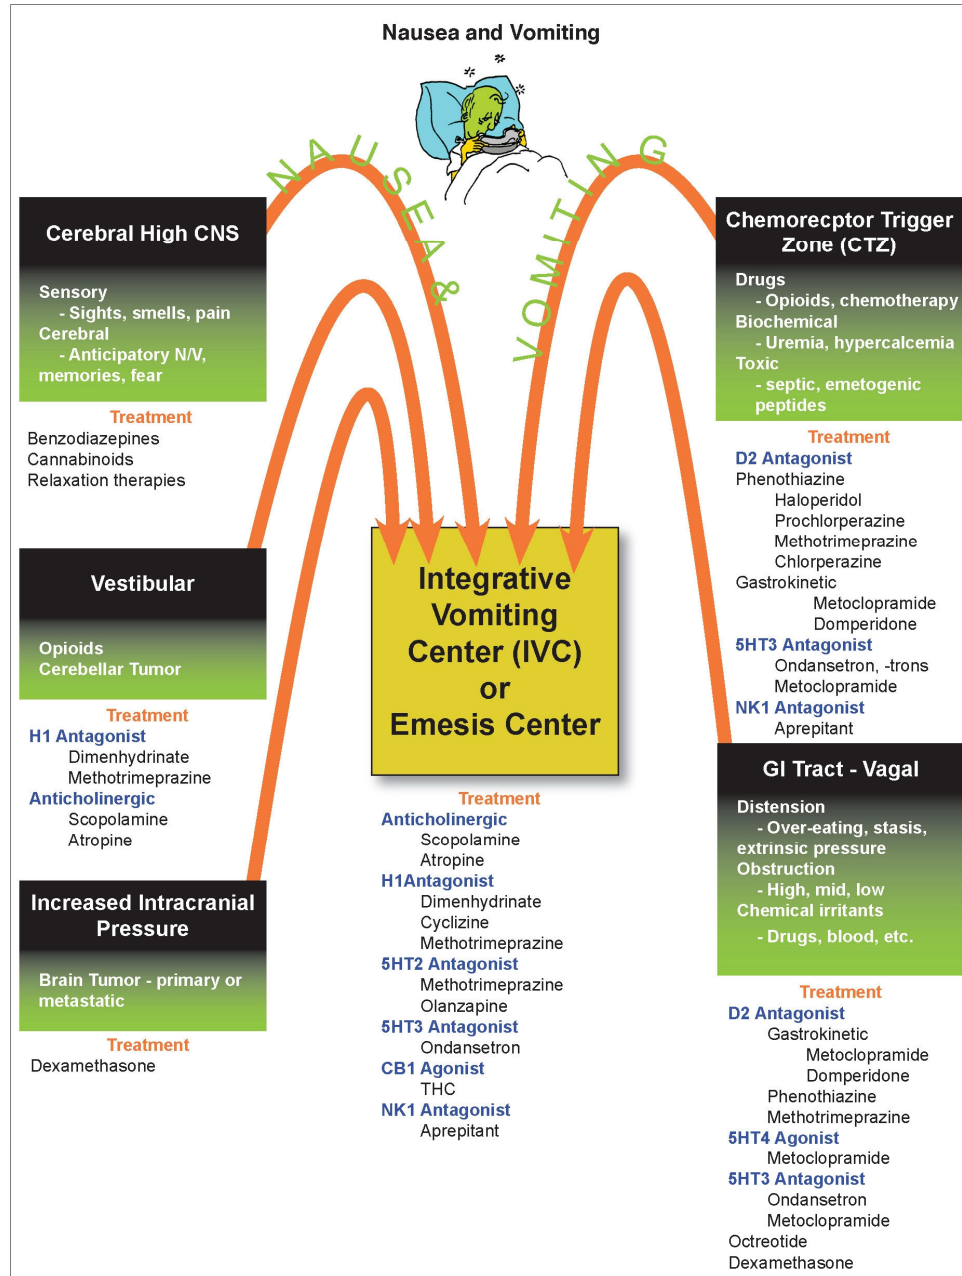 Nausea and Vomiting
NAUSEA & VOMITING
Cerebral High CNS
Sensory
- Sights, smells, pain
Cerebral
- Anticipatory N/V,
memories, fear
Treatment
Benzodiazepines
Cannabinoids
Relaxation therapies
Vestibular
Opioids
Cerebellar Tumor
Treatment
H1 Antagonist
Dimenhydrinate
Methotrimeprazine
Anticholinergic
Scopolamine
Atropine
Increased Intracranial
Pressure
Brain Tumor - primary or
metastatic
Treatment
Dexamethasone
Integrative
Vomiting
Center (IVC)
or
Emesis Center
Treatment
Anticholinergic
Scopolamine
Atropine
H1Antagonist
Dimenhydrinate
Cyclizine
Methotrimeprazine
5HT2 Antagonist
Methotrimeprazine
Olanzapine
5HT3 Antagonist
Ondansetron
CB1 Agonist
THC
NK1 Antagonist
Aprepitant
Chemorecptor Trigger
Zone (CTZ)
Drugs
- Opioids, chemotherapy
Biochemical
- Uremia, hypercalcemia
Toxic
- septic, emetogenic
peptides
Treatment
D2 Antagonist
Phenothiazine
Haloperidol
Prochlorperazine
Methotrimeprazine
Chlorperazine
Gastrokinetic
Metoclopramide
Domperidone
5HT3 Antagonist
Ondansetron, -trons
Metoclopramide
NK1 Antagonist
Aprepitant
GI Tract - Vagal
Distension
- Over-eating, stasis,
extrinsic pressure
Obstruction
- High, mid, low
Chemical irritants
- Drugs, blood, etc.
Treatment
D2 Antagonist
Gastrokinetic
Metoclopramide
Domperidone
Phenothiazine
Methotrimeprazine
5HT4 Agonist
Metoclopramide
5HT3 Antagonist
Ondansetron
Metoclopramide
Octreotide
Dexamethasone